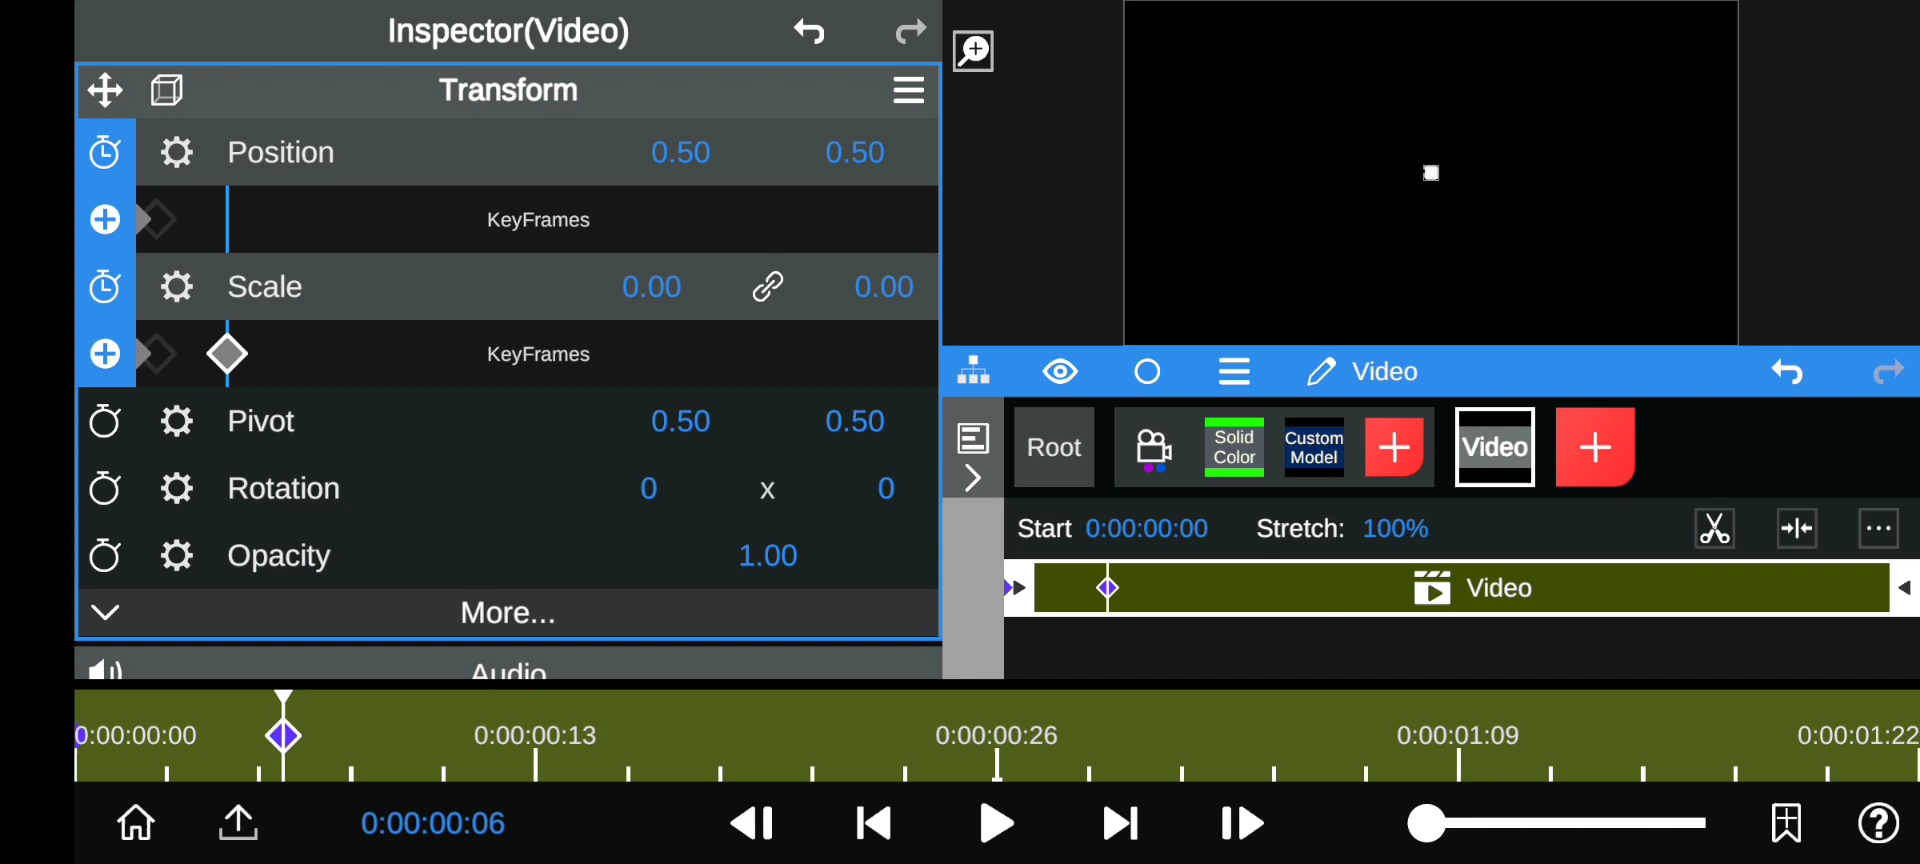 Inspector(Video)
Transform
Position 0.50 0.50
KeyFrames
Scale 0.00 0.00
KeyFrames
Pivot 0.50 0.50
Rotation 0 x 0
Opacity 1.00
More...
Audio
Video
Root
Solid
Color
Custom
Model
Video
Start 0:00:00:00 Stretch: 100%
Video
0:00:00:00 0:00:00:13 0:00:00:26 0:00:01:09 0:00:01:22
0:00:00:06